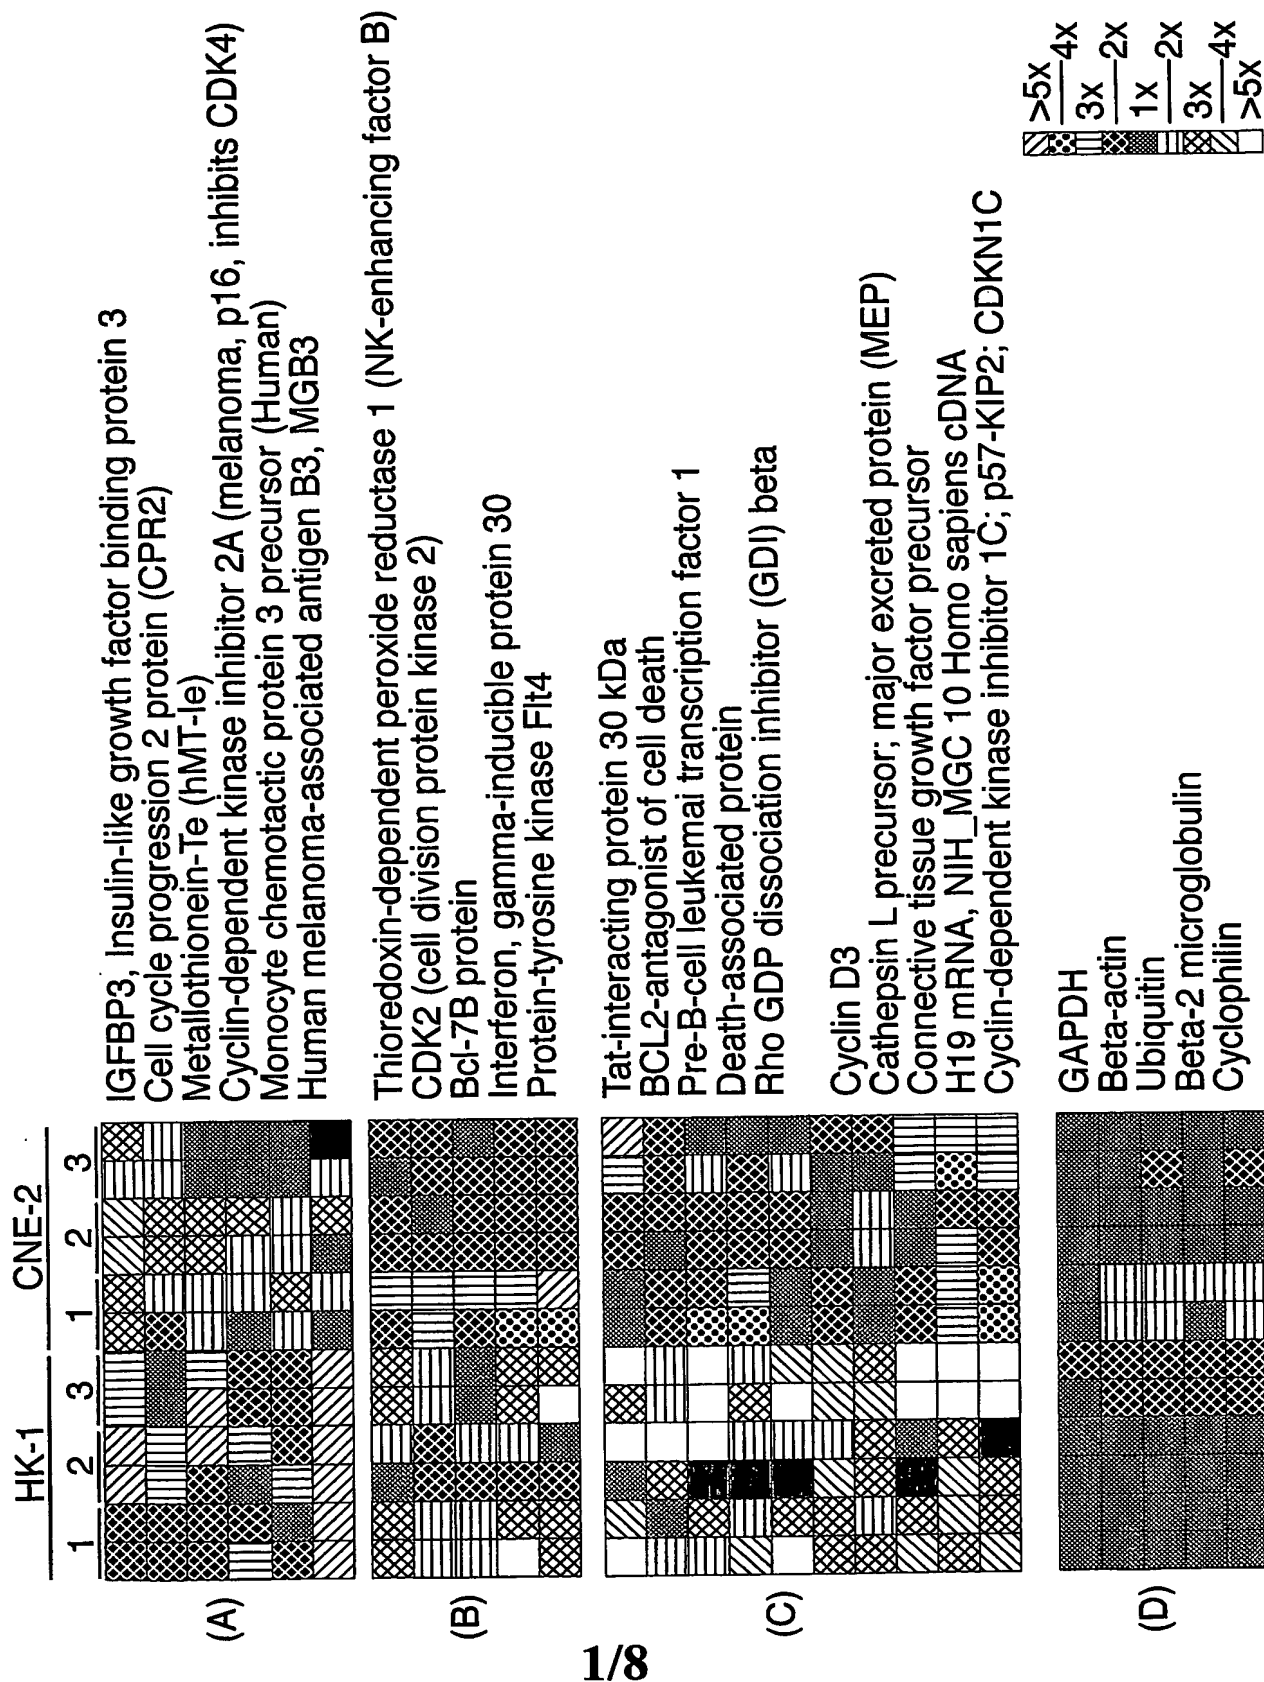 HK-1 CNE-2
1 2 3 1 2 3
(A)
IGFBP3, Insulin-like growth factor binding protein 3
Cell cycle progression 2 protein (CPR2)
Metallothionein-Te (hMT-Ie)
Cyclin-dependent kinase inhibitor 2A (melanoma, p16, inhibits CDK4)
Monocyte chemotactic protein 3 precursor (Human)
Human melanoma-associated antigen B3, MGB3
(B)
Thioredoxin-dependent peroxide reductase 1 (NK-enhancing factor B)
CDK2 (cell division protein kinase 2)
Bcl-7B protein
Interferon, gamma-inducible protein 30
Protein-tyrosine kinase Flt4
(C)
Tat-interacting protein 30 kDa
BCL2-antagonist of cell death
Pre-B-cell leukemai transcription factor 1
Death-associated protein
Rho GDP dissociation inhibitor (GDI) beta
Cyclin D3
Cathepsin L precursor; major excreted protein (MEP)
Connective tissue growth factor precursor
H19 mRNA, NIH_MGC 10 Homo sapiens cDNA
Cyclin-dependent kinase inhibitor 1C; p57-KIP2; CDKN1C
(D)
GAPDH
Beta-actin
Ubiquitin
Beta-2 microglobulin
Cyclophilin
>5x
4x
3x
2x
1x
2x
3x
4x
>5x
1/8